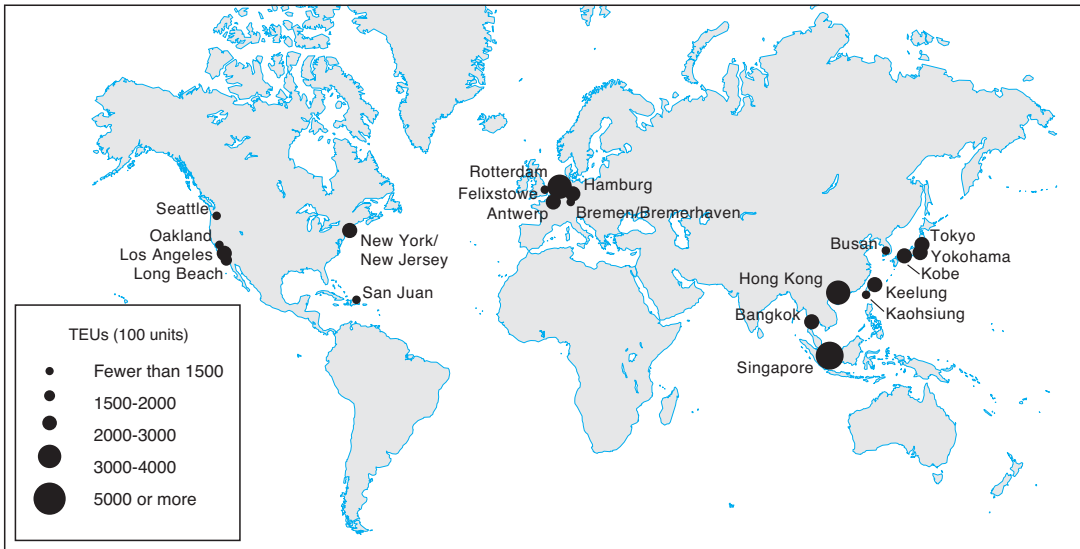 Rotterdam
Hamburg
Felixstowe
Antwerp
Bremen/Bremerhaven
Seattle
Oakland
Los Angeles
Long Beach
New York/
New Jersey
San Juan
Busan
Tokyo
Yokohama
Kobe
Hong Kong
Keelung
Kaohsiung
Bangkok
Singapore
TEUs (100 units)
Fewer than 1500
1500-2000
2000-3000
3000-4000
5000 or more